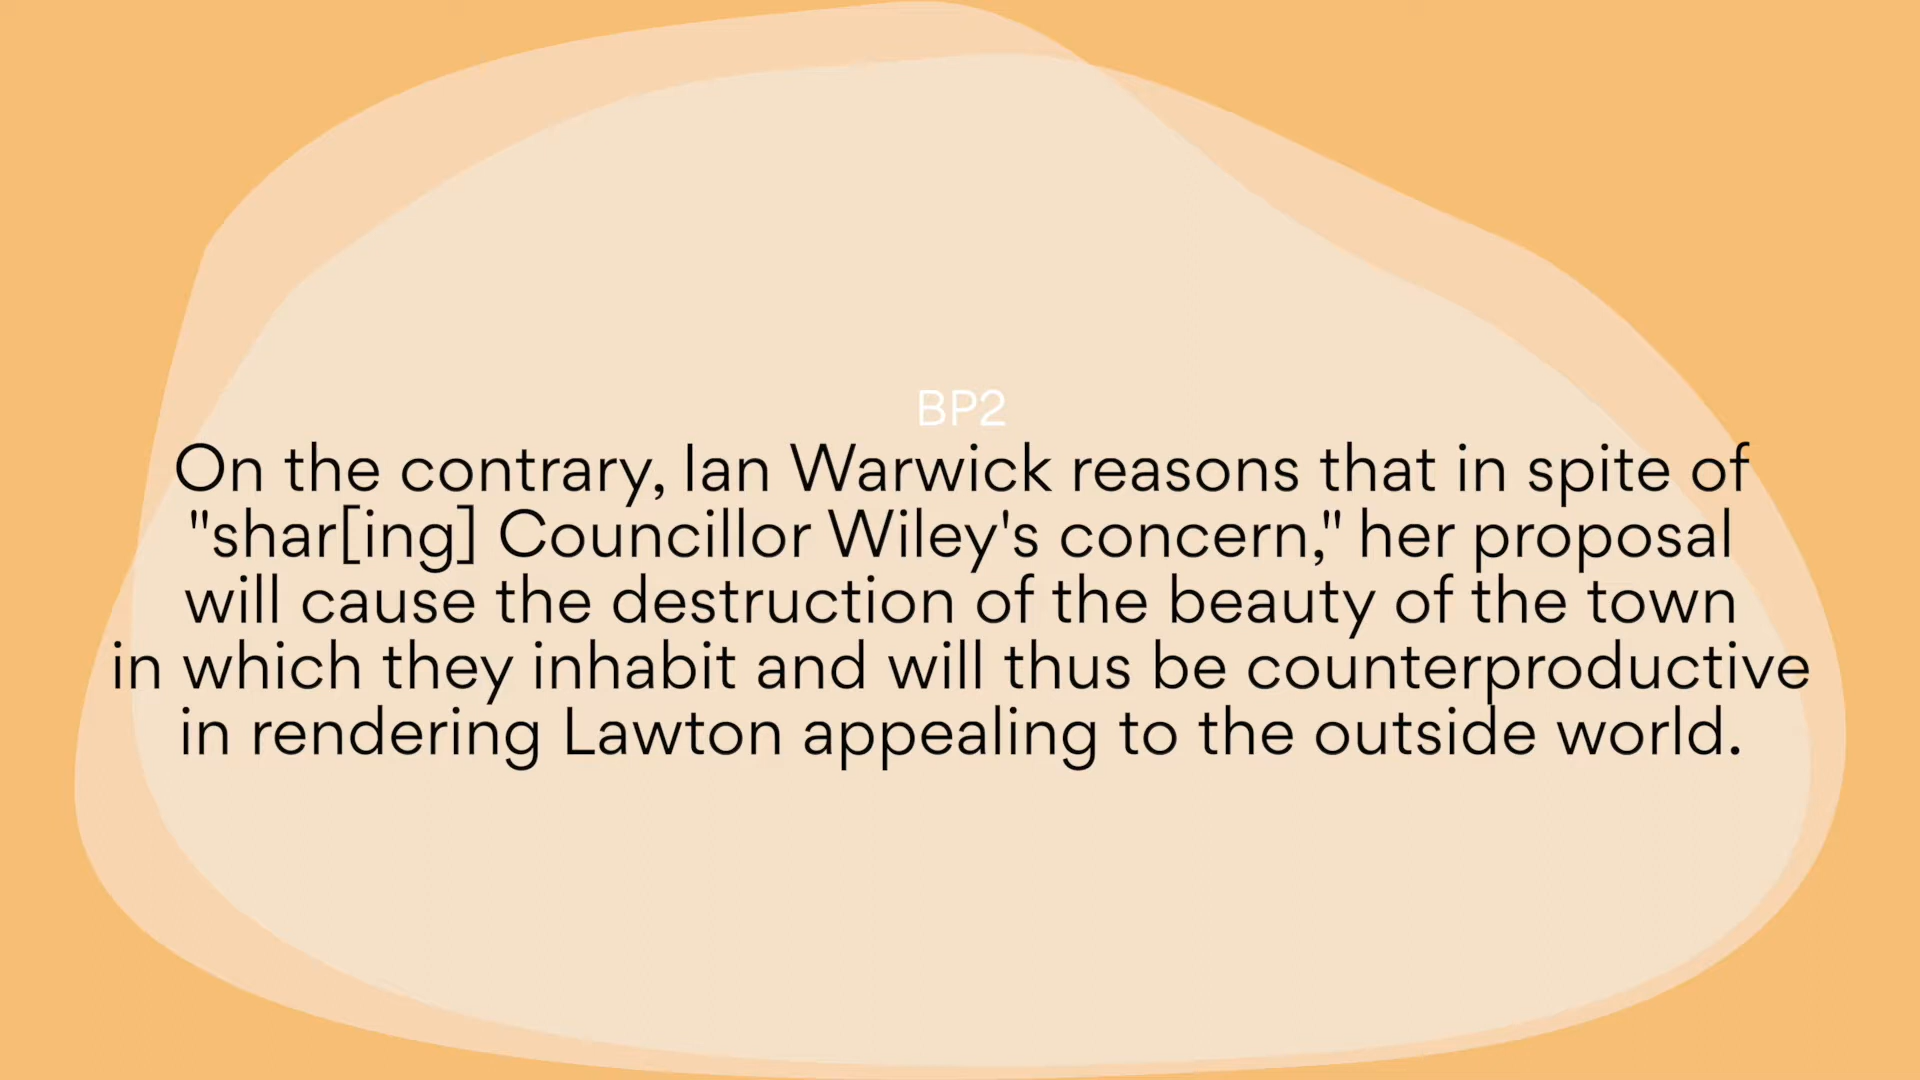 BP2
On the contrary, Ian Warwick reasons that in spite of
"shar[ing] Councillor Wiley's concern," her proposal
will cause the destruction of the beauty of the town
in which they inhabit and will thus be counterproductive
in rendering Lawton appealing to the outside world.